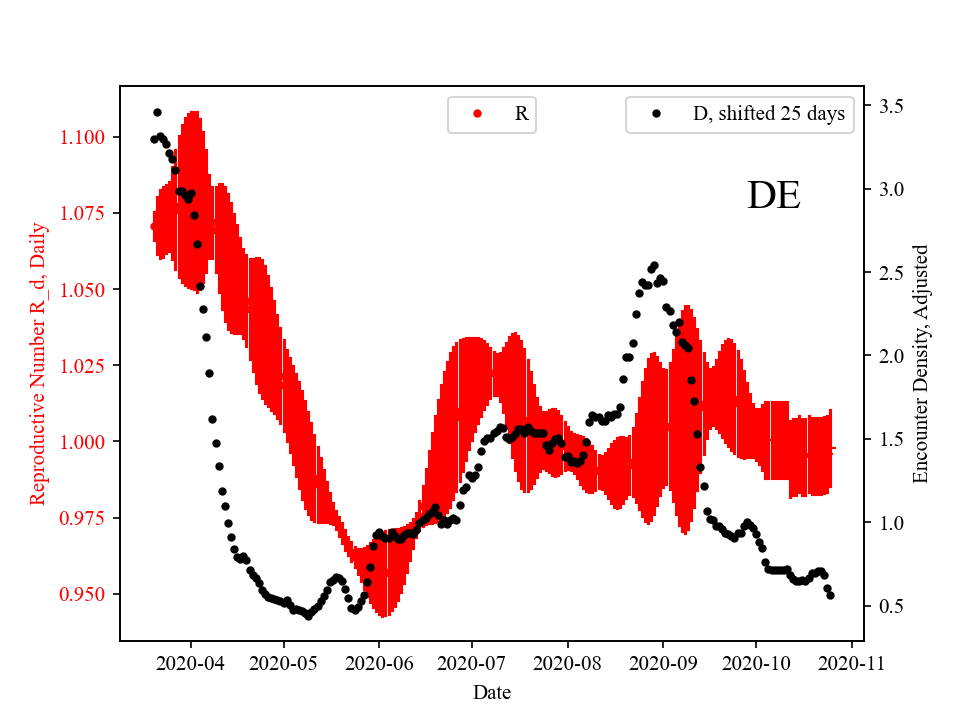 R
D, shifted 25 days
DE
Reproductive Number R_d, Daily
1.100
1.075
1.050
1.025
1.000
0.975
0.950
3.5
3.0
2.5
2.0
1.5
1.0
0.5
Encounter Density, Adjusted
2020-04 2020-05 2020-06 2020-07 2020-08 2020-09 2020-10 2020-11
Date